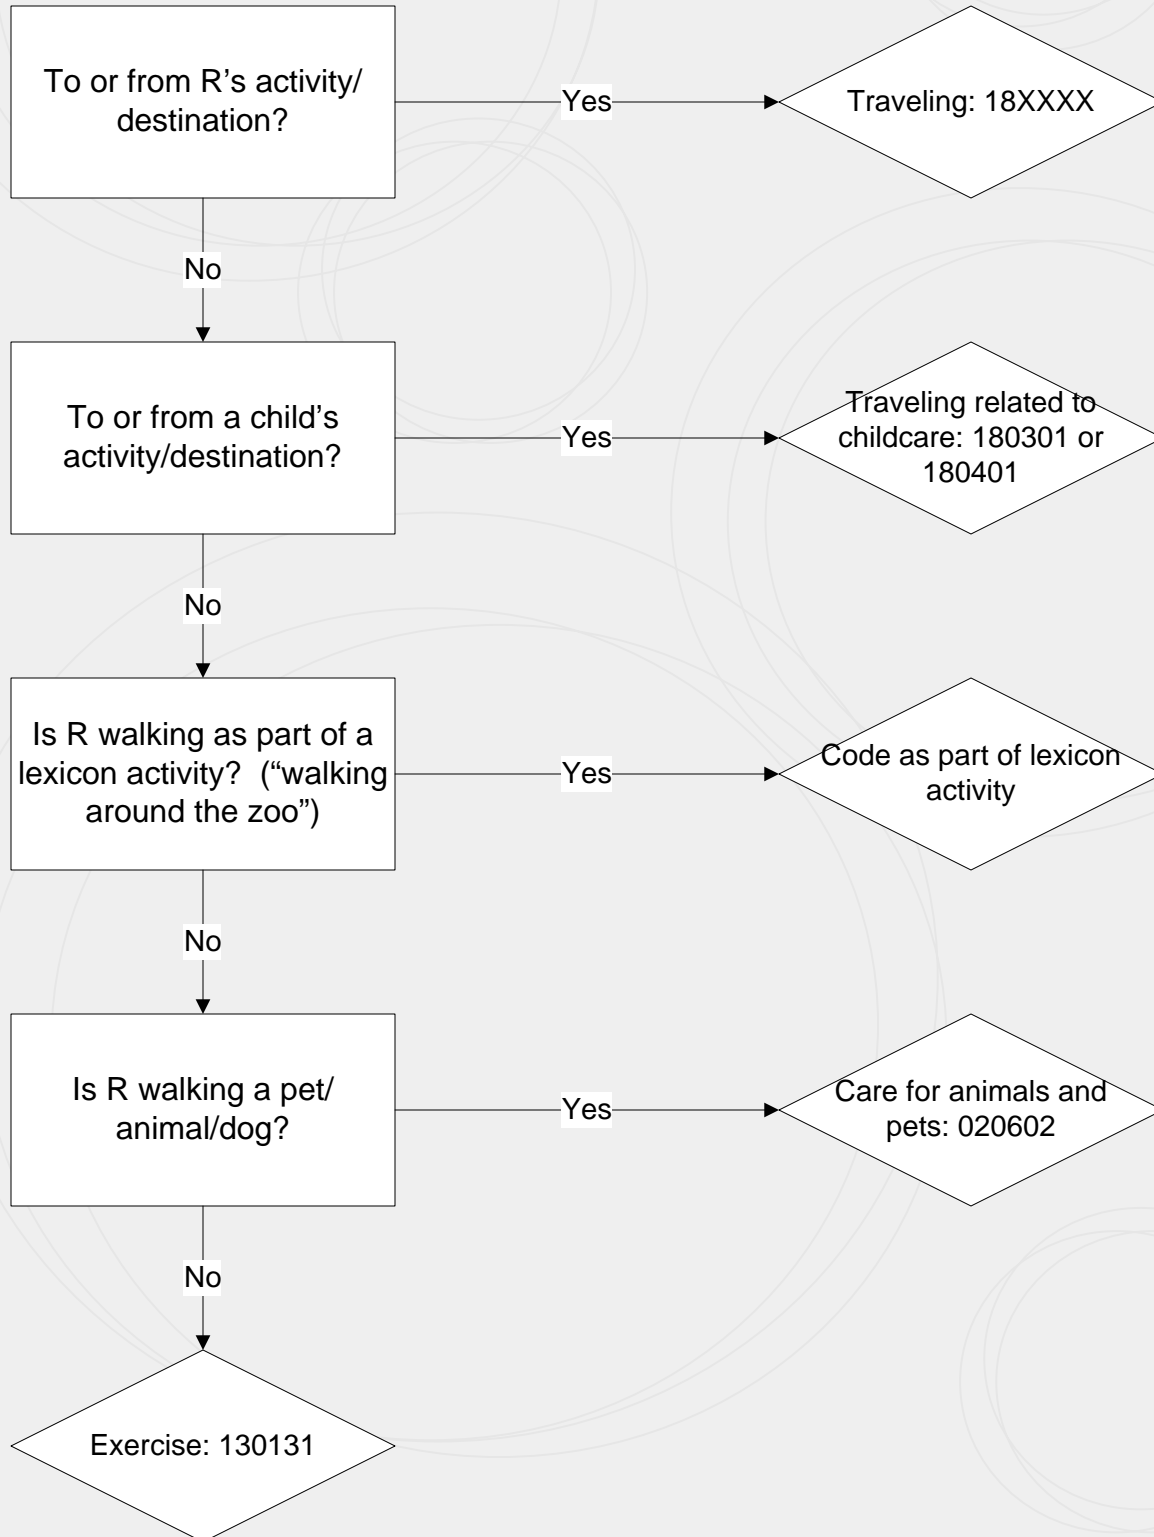 To or from R’s activity/
destination?
Yes
Traveling: 18XXXX
No
To or from a child’s
activity/destination?
Yes
Traveling related to
childcare: 180301 or
180401
No
Is R walking as part of a
lexicon activity?  (“walking
around the zoo”)
Yes
Code as part of lexicon
activity
No
Is R walking a pet/
animal/dog?
Yes
Care for animals and
pets: 020602
No
Exercise: 130131